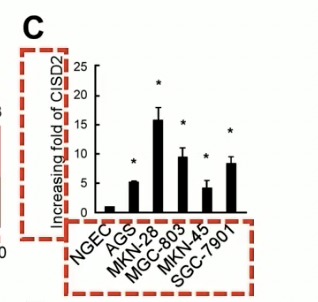 C
Increasing fold of CISD2
25
20
15
10
5
0
*
*
*
*
*
NGEC
AGS
MKN-28
MGC-803
MKN-45
SGC-7901
0